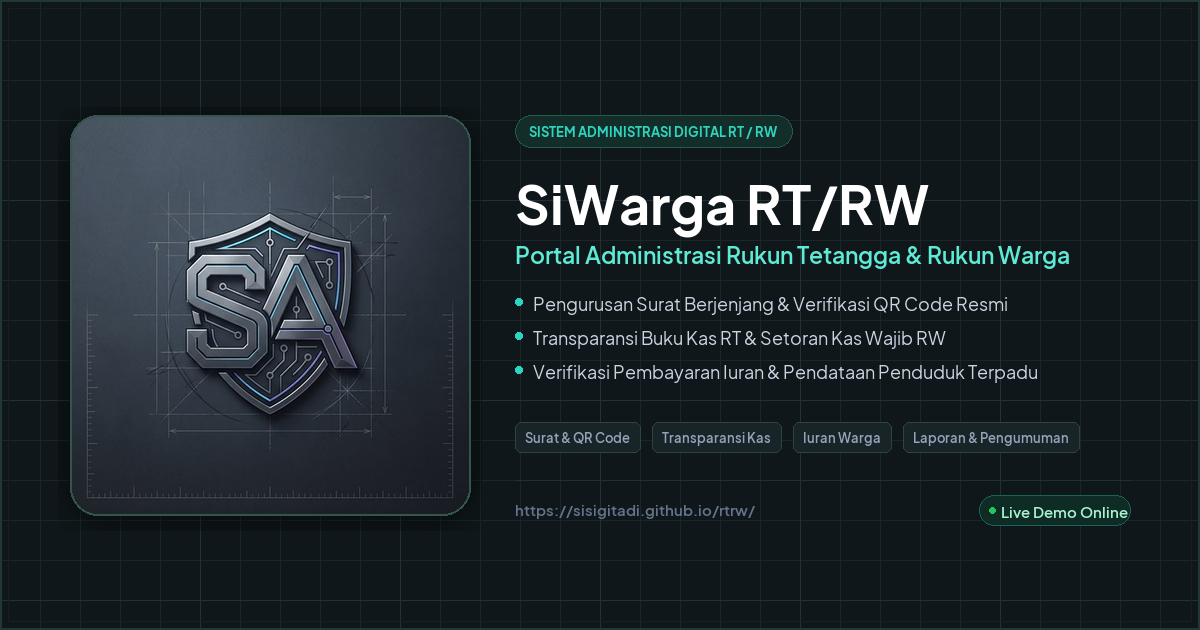 SA
SISTEM ADMINISTRASI DIGITAL RT / RW
SiWarga RT/RW
Portal Administrasi Rukun Tetangga & Rukun Warga
Pengurusan Surat Berjenjang & Verifikasi QR Code Resmi
Transparansi Buku Kas RT & Setoran Kas Wajib RW
Verifikasi Pembayaran Iuran & Pendataan Penduduk Terpadu
Surat & QR Code
Transparansi Kas
Iuran Warga
Laporan & Pengumuman
https://sisigitadi.github.io/rtrw/
Live Demo Online